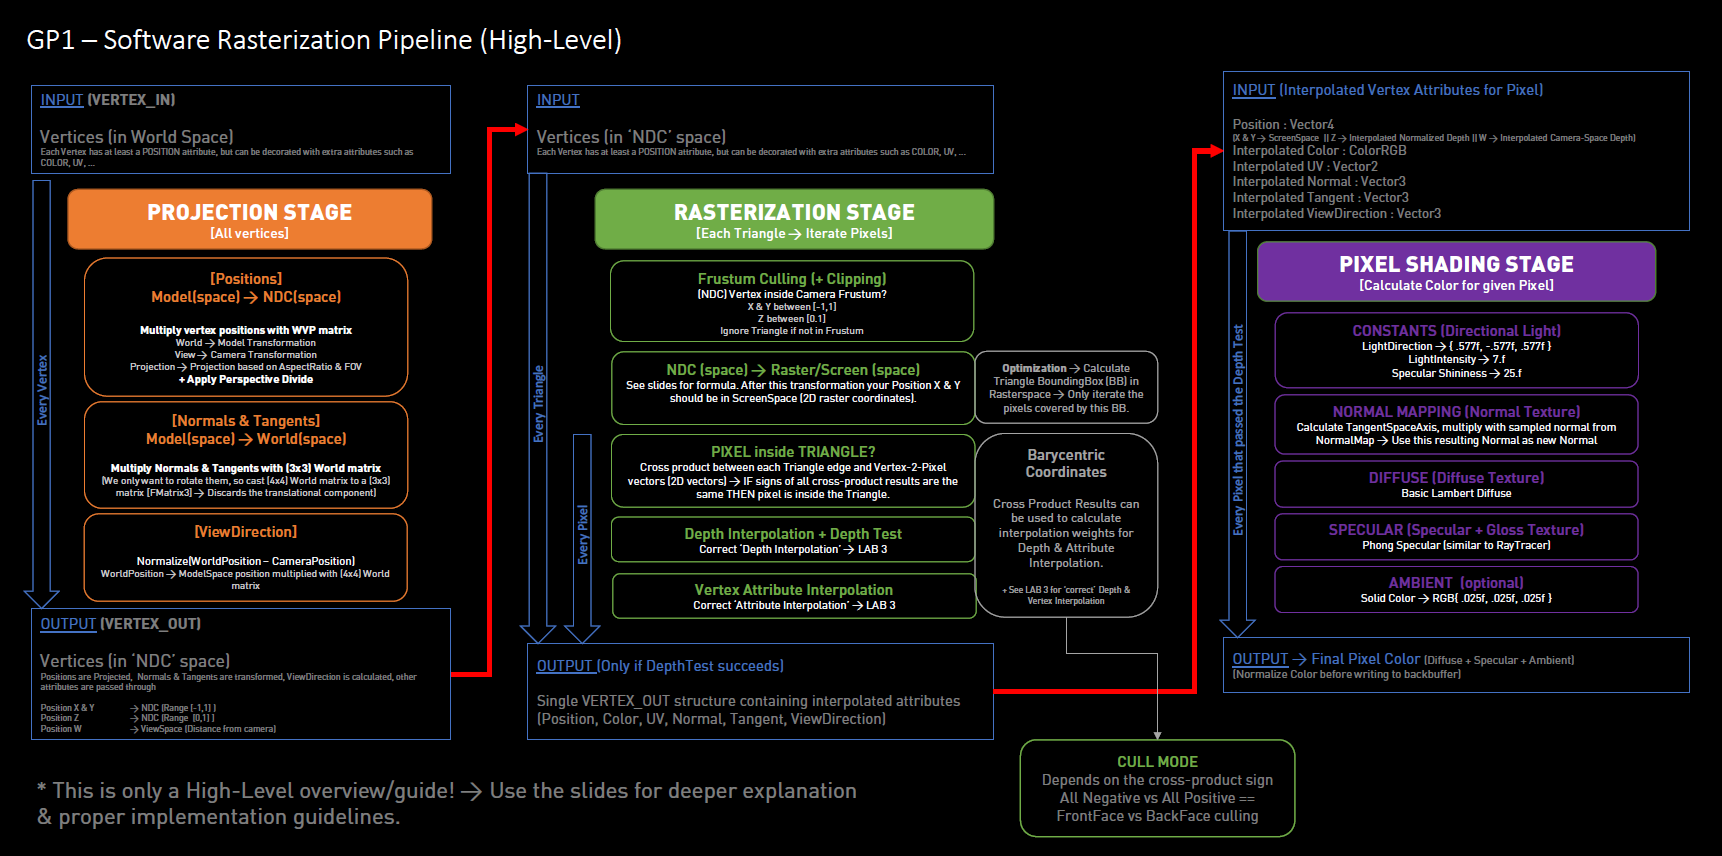 GP1 – Software Rasterization Pipeline (High-Level)
INPUT (VERTEX_IN)
Vertices (in World Space)
Each Vertex has at least a POSITION attribute, but can be decorated with extra attributes such as
COLOR, UV, ...
Every Vertex
PROJECTION STAGE
[All vertices]
[Positions]
Model(space) → NDC(space)
Multiply vertex positions with WVP matrix
World → Model Transformation
View → Camera Transformation
Projection → Projection based on AspectRatio & FOV
+ Apply Perspective Divide
[Normals & Tangents]
Model(space) → World(space)
Multiply Normals & Tangents with (3x3) World matrix
(We only want to rotate them, so cast (4x4) World matrix to a (3x3)
matrix [FMatrix3] → Discards the translational component)
[ViewDirection]
Normalize(WorldPosition – CameraPosition)
WorldPosition → ModelSpace position multiplied with (4x4) World
matrix
OUTPUT (VERTEX_OUT)
Vertices (in ‘NDC’ space)
Positions are Projected, Normals & Tangents are transformed, ViewDirection is calculated, other
attributes are passed through
Position X & Y → NDC (Range [-1,1] )
Position Z → NDC (Range [0,1] )
Position W → ViewSpace (Distance from camera)
INPUT
Vertices (in ‘NDC’ space)
Each Vertex has at least a POSITION attribute, but can be decorated with extra attributes such as COLOR, UV, ...
Every Triangle
RASTERIZATION STAGE
[Each Triangle → Iterate Pixels]
Frustum Culling (+ Clipping)
(NDC) Vertex inside Camera Frustum?
X & Y between [-1,1]
Z between [0.1]
Ignore Triangle if not in Frustum
NDC (space) → Raster/Screen (space)
See slides for formula. After this transformation your Position X & Y
should be in ScreenSpace (2D raster coordinates).
Optimization → Calculate
Triangle BoundingBox (BB) in
Rasterspace → Only iterate the
pixels covered by this BB.
Every Pixel
PIXEL inside TRIANGLE?
Cross product between each Triangle edge and Vertex-2-Pixel
vectors (2D vectors) → IF signs of all cross-product results are the
same THEN pixel is inside the Triangle.
Depth Interpolation + Depth Test
Correct ‘Depth Interpolation’ → LAB 3
Vertex Attribute Interpolation
Correct ‘Attribute Interpolation’ → LAB 3
Barycentric
Coordinates
Cross Product Results can
be used to calculate
interpolation weights for
Depth & Attribute
Interpolation.
+ See LAB 3 for ‘correct’ Depth &
Vertex Interpolation
OUTPUT (Only if DepthTest succeeds)
Single VERTEX_OUT structure containing interpolated attributes
(Position, Color, UV, Normal, Tangent, ViewDirection)
CULL MODE
Depends on the cross-product sign
All Negative vs All Positive ==
FrontFace vs BackFace culling
INPUT (Interpolated Vertex Attributes for Pixel)
Position : Vector4
(X & Y → ScreenSpace || Z → Interpolated Normalized Depth || W → Interpolated Camera-Space Depth)
Interpolated Color : ColorRGB
Interpolated UV : Vector2
Interpolated Normal : Vector3
Interpolated Tangent : Vector3
Interpolated ViewDirection : Vector3
Every Pixel that passed the Depth Test
PIXEL SHADING STAGE
[Calculate Color for given Pixel]
CONSTANTS (Directional Light)
LightDirection → { .577f, -.577f, .577f }
LightIntensity → 7.f
Specular Shininess → 25.f
NORMAL MAPPING (Normal Texture)
Calculate TangentSpaceAxis, multiply with sampled normal from
NormalMap → Use this resulting Normal as new Normal
DIFFUSE (Diffuse Texture)
Basic Lambert Diffuse
SPECULAR (Specular + Gloss Texture)
Phong Specular (similar to RayTracer)
AMBIENT (optional)
Solid Color → RGB{ .025f, .025f, .025f }
OUTPUT → Final Pixel Color (Diffuse + Specular + Ambient)
(Normalize Color before writing to backbuffer)
* This is only a High-Level overview/guide! → Use the slides for deeper explanation
& proper implementation guidelines.